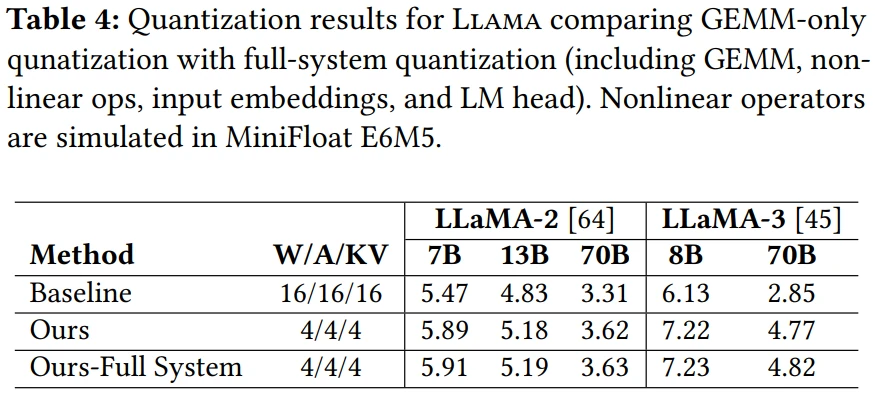 Table 4: Quantization results for Llama comparing GEMM-only
qunatization with full-system quantization (including GEMM, non-
linear ops, input embeddings, and LM head). Nonlinear operators
are simulated in MiniFloat E6M5.
LLaMA-2 [64] LLaMA-3 [45]
Method W/A/KV 7B 13B 70B 8B 70B
Baseline 16/16/16 5.47 4.83 3.31 6.13 2.85
Ours 4/4/4 5.89 5.18 3.62 7.22 4.77
Ours-Full System 4/4/4 5.91 5.19 3.63 7.23 4.82